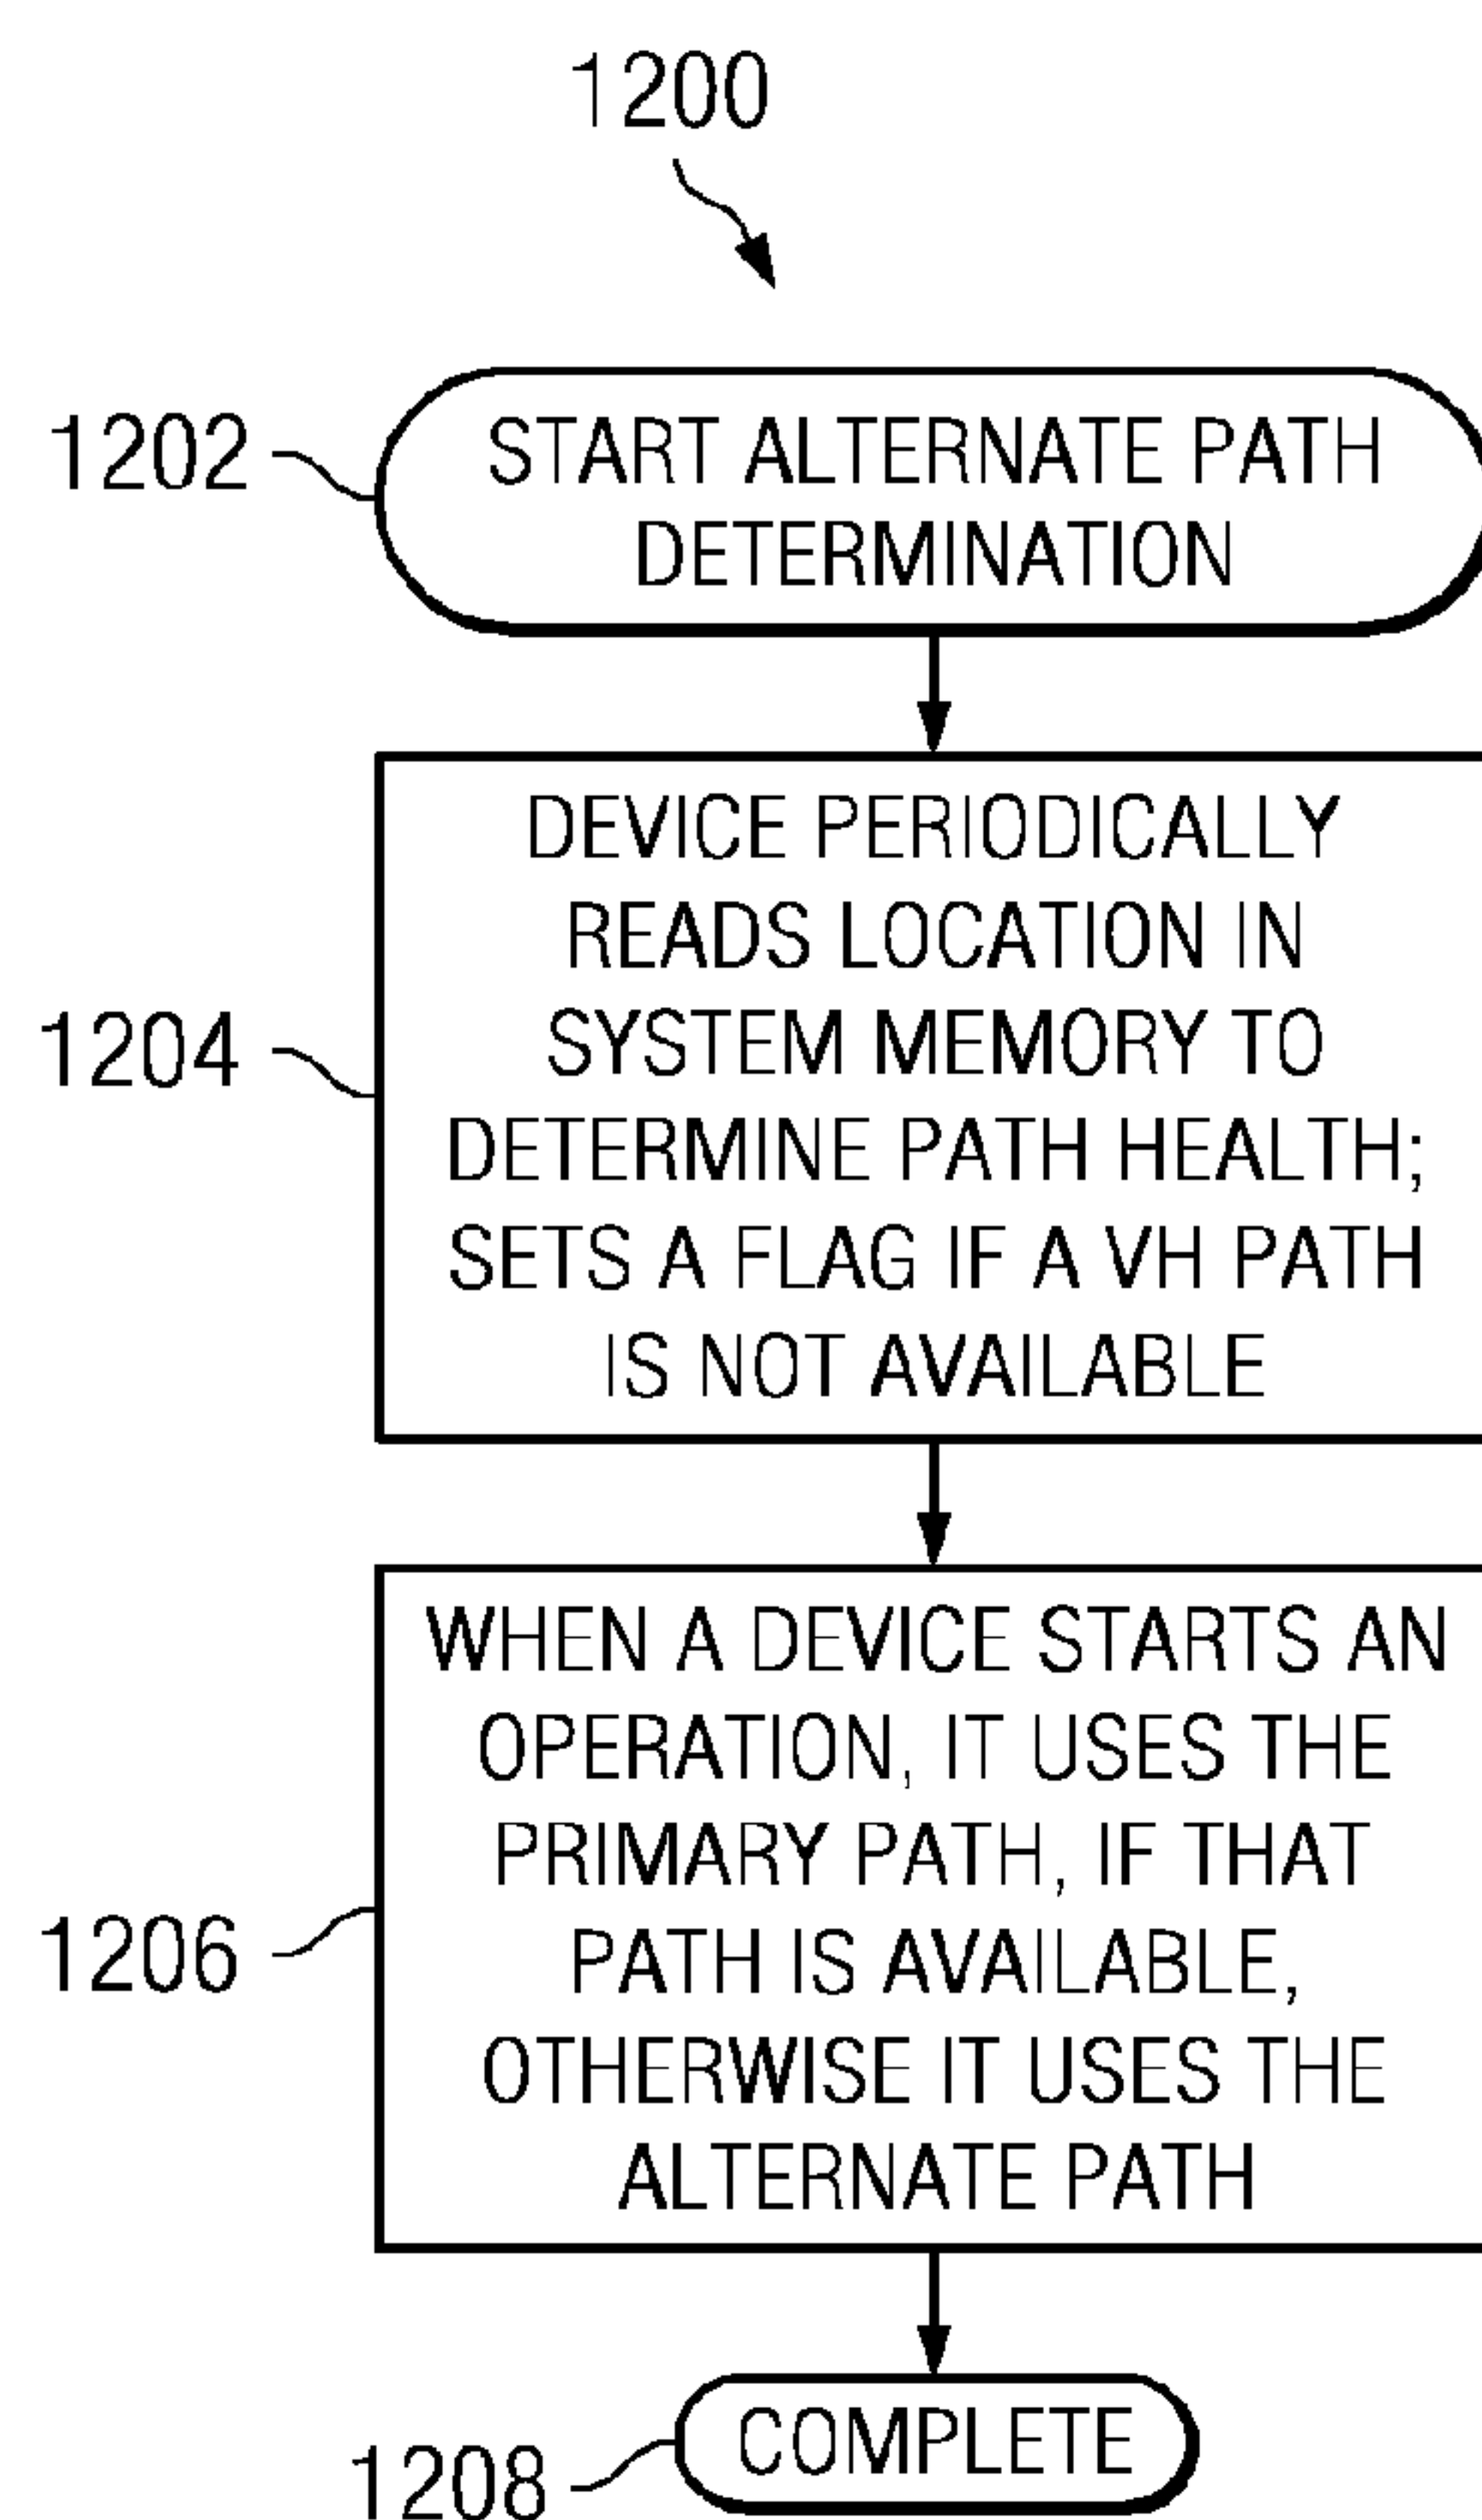 1200
1202
START ALTERNATE PATH
DETERMINATION
DEVICE PERIODICALLY
READS LOCATION IN
1204
SYSTEM MEMORY TO
DETERMINE PATH HEALTH;
SETS A FLAG IF A VH PATH
IS NOT AVAILABLE
WHEN A DEVICE STARTS AN
OPERATION, IT USES THE
PRIMARY PATH, IF THAT
1206
PATH IS AVAILABLE,
OTHERWISE IT USES THE
ALTERNATE PATH
1208
COMPLETE